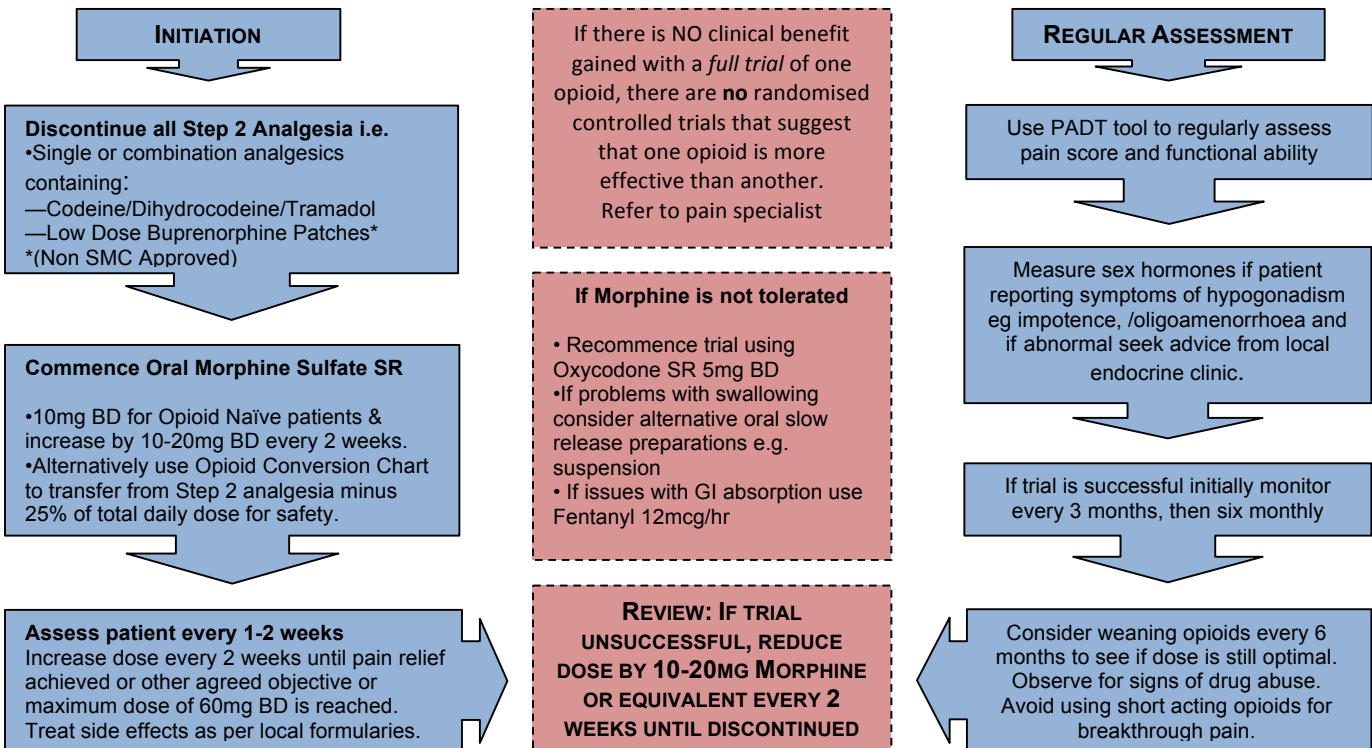 INITIATION
Discontinue all Step 2 Analgesia i.e.
•Single or combination analgesics
containing:
—Codeine/Dihydrocodeine/Tramadol
—Low Dose Buprenorphine Patches*
*(Non SMC Approved)
Commence Oral Morphine Sulfate SR
•10mg BD for Opioid Naïve patients &
increase by 10-20mg BD every 2 weeks.
•Alternatively use Opioid Conversion Chart
to transfer from Step 2 analgesia minus
25% of total daily dose for safety.
Assess patient every 1-2 weeks
Increase dose every 2 weeks until pain relief
achieved or other agreed objective or
maximum dose of 60mg BD is reached.
Treat side effects as per local formularies.
If there is NO clinical benefit
gained with a full trial of one
opioid, there are no randomised
controlled trials that suggest
that one opioid is more
effective than another.
Refer to pain specialist
If Morphine is not tolerated
• Recommence trial using
Oxycodone SR 5mg BD
•If problems with swallowing
consider alternative oral slow
release preparations e.g.
suspension
• If issues with GI absorption use
Fentanyl 12mcg/hr
REVIEW: IF TRIAL
UNSUCCESSFUL, REDUCE
DOSE BY 10-20MG MORPHINE
OR EQUIVALENT EVERY 2
WEEKS UNTIL DISCONTINUED
REGULAR ASSESSMENT
Use PADT tool to regularly assess
pain score and functional ability
Measure sex hormones if patient
reporting symptoms of hypogonadism
eg impotence, /oligoamenorrhoea and
if abnormal seek advice from local
endocrine clinic.
If trial is successful initially monitor
every 3 months, then six monthly
Consider weaning opioids every 6
months to see if dose is still optimal.
Observe for signs of drug abuse.
Avoid using short acting opioids for
breakthrough pain.